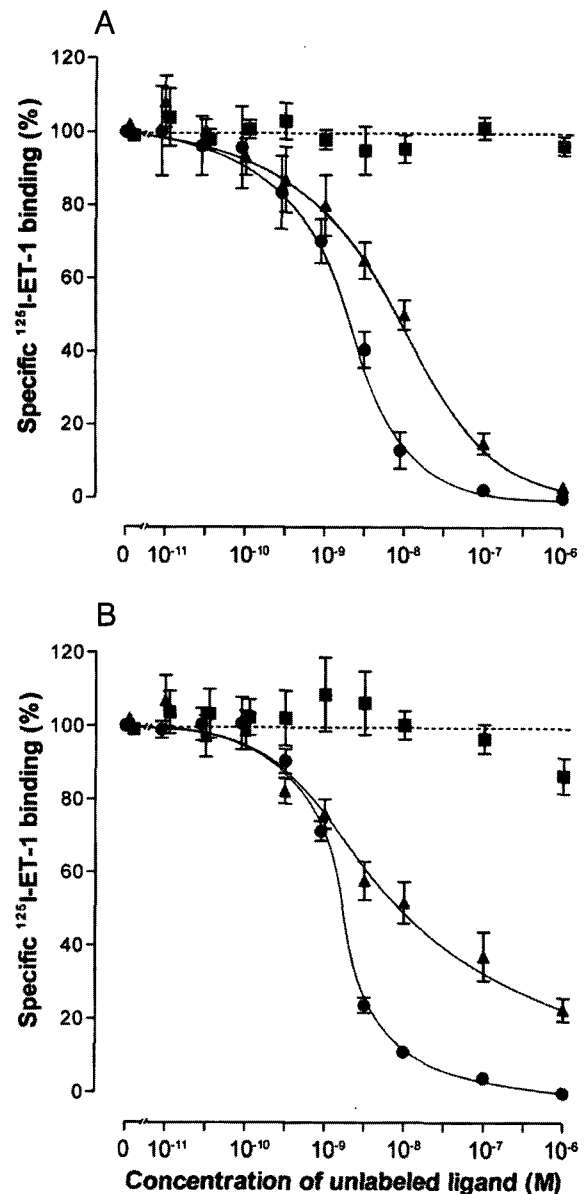 A
Specific ¹²⁵I-ET-1 binding (%)
120
100
80
60
40
20
0
0 10⁻¹¹ 10⁻¹⁰ 10⁻⁹ 10⁻⁸ 10⁻⁷ 10⁻⁶
B
Specific ¹²⁵I-ET-1 binding (%)
120
100
80
60
40
20
0
0 10⁻¹¹ 10⁻¹⁰ 10⁻⁹ 10⁻⁸ 10⁻⁷ 10⁻⁶
Concentration of unlabeled ligand (M)